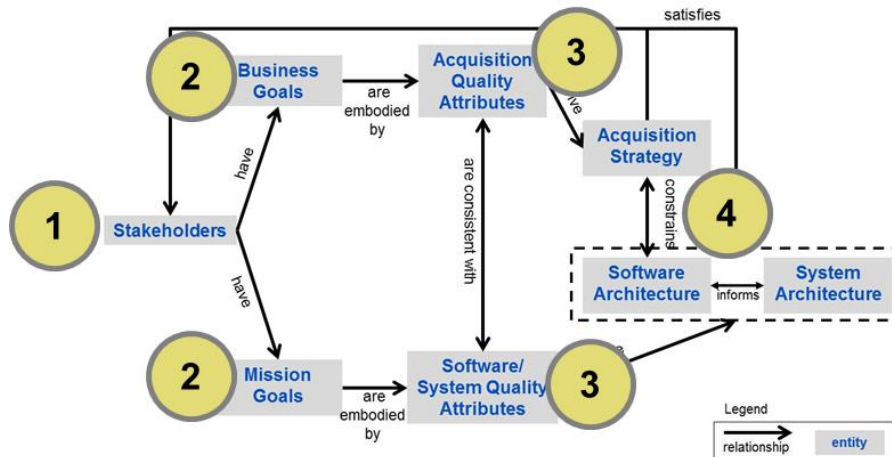 satisfies
2
Business
Goals
are
embodied
by
Acquisition
Quality
Attributes
3
Acquisition
Strategy
have
are consistent with
constrains
1
Stakeholders
4
have
Software
Architecture
informs
System
Architecture
2
Mission
Goals
are
embodied
by
Software/
System Quality
Attributes
3
Legend
relationship
entity